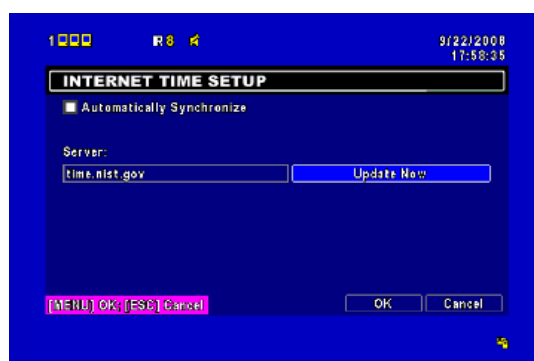 1 R8 9/22/2008
17:58:35
INTERNET TIME SETUP
Automatically Synchronize
Server:
time.nist.gov Update Now
[MENU] OK; [ESC] Cancel OK Cancel